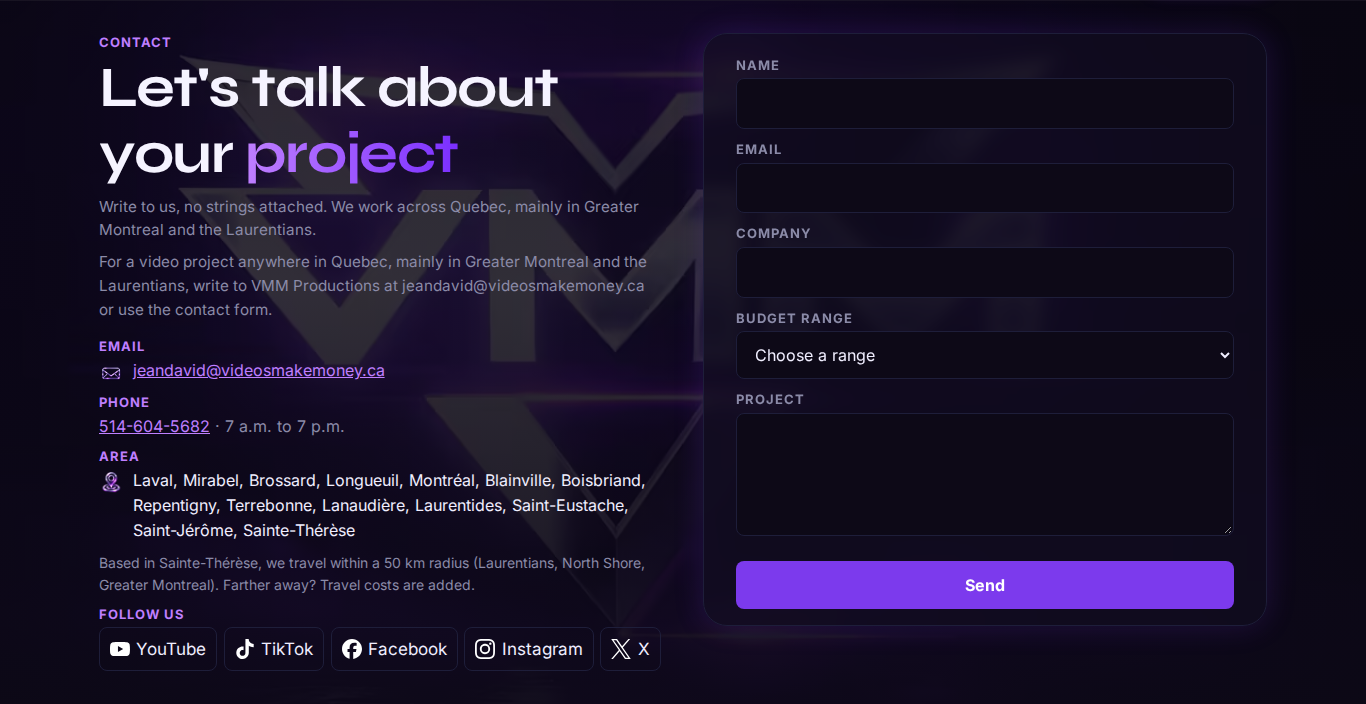 CONTACT
Let's talk about
your project
Write to us, no strings attached. We work across Quebec, mainly in Greater
Montreal and the Laurentians.
For a video project anywhere in Quebec, mainly in Greater Montreal and the
Laurentians, write to VMM Productions at jeandavid@videosmakemoney.ca
or use the contact form.
EMAIL
jeandavid@videosmakemoney.ca
PHONE
514-604-5682 · 7 a.m. to 7 p.m.
AREA
Laval, Mirabel, Brossard, Longueuil, Montréal, Blainville, Boisbriand,
Repentigny, Terrebonne, Lanaudière, Laurentides, Saint-Eustache,
Saint-Jérôme, Sainte-Thérèse
Based in Sainte-Thérèse, we travel within a 50 km radius (Laurentians, North Shore,
Greater Montreal). Farther away? Travel costs are added.
FOLLOW US
YouTube TikTok Facebook Instagram X
NAME
EMAIL
COMPANY
BUDGET RANGE
Choose a range
PROJECT
Send
VMM